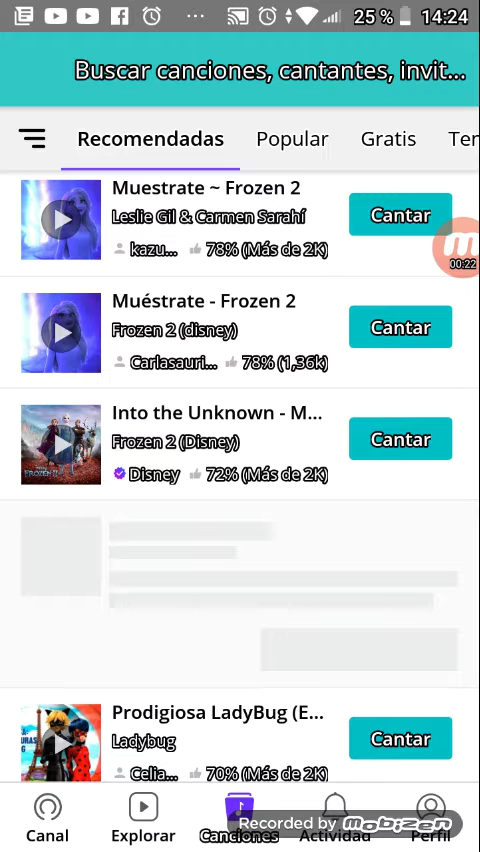 25 % 14:24
Buscar canciones, cantantes, invit...
Recomendadas Popular Gratis Ter
Muestrate ~ Frozen 2
Leslie Gil & Carmen Sarahí
kazu... 78% (Más de 2K)
Cantar
00:22
Muéstrate - Frozen 2
Frozen 2 (disney)
Carlasauri... 78% (1,36k)
Cantar
Into the Unknown - M...
Frozen 2 (Disney)
Disney 72% (Más de 2K)
Cantar
FROZEN II
Prodigiosa LadyBug (E...
Ladybug
Celia... 70% (Más de 2K)
Cantar
Canal Explorar Canciones Actividad Perfil
Recorded by Mobizen